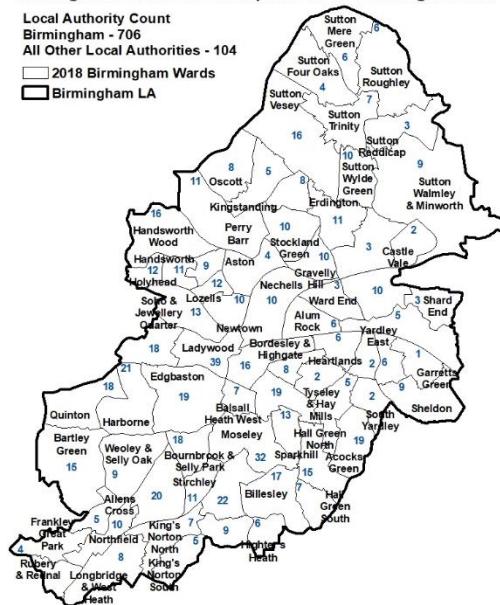 Local Authority Count
Birmingham - 706
All Other Local Authorities - 104
2018 Birmingham Wards
Birmingham LA
Sutton
Mere
Green
6
6
Sutton
Four Oaks
4
Sutton
Roughley
Sutton
Vesey
7
16
Sutton
Trinity
3
Sutton
Reddicap
10
9
Sutton
Wylde
Green
Sutton
Walmley
& Minworth
8
11
Oscott
5
8
Erdington
Kingstanding
11
16
Handsworth
Wood
Perry
Barr
10
Stockland
Green
2
3
Castle
Vale
Handsworth
12
11
9
Aston
4
10
Holyhead
Gravelly
Hill
3
10
12
Nechells
Soho &
Jewellery
Quarter
Lozells
13
10
10
Ward End
3
Shard
End
5
Newtown
Alum
Rock
6
Yardley
East
18
Ladywood
Bordesley &
Highgate
6
1
39
16
8
Heartlands
2
6
Garretts
Green
21
Edgbaston
18
19
7
19
2
5
2
9
Sheldon
Quinton
Harborne
Balsall
Heath West
Tyseley
& Hay
Mills
13
South
Yardley
Bartley
Green
15
Weoley &
Selly Oak
9
18
Bournbrook &
Selly Park
Moseley
Hall Green
North
19
Sparkhill
Acocks
Green
32
15
Allens
Cross
20
Stirchley
17
Billesley
7
Hall
Green
South
11
22
Frankley
Great
Park
5
10
Northfield
King's
Norton
North
7
9
6
Highter's
Heath
4
Rubery
& Rednal
5
8
Longbridge
& West
Heath
King's
Norton
South